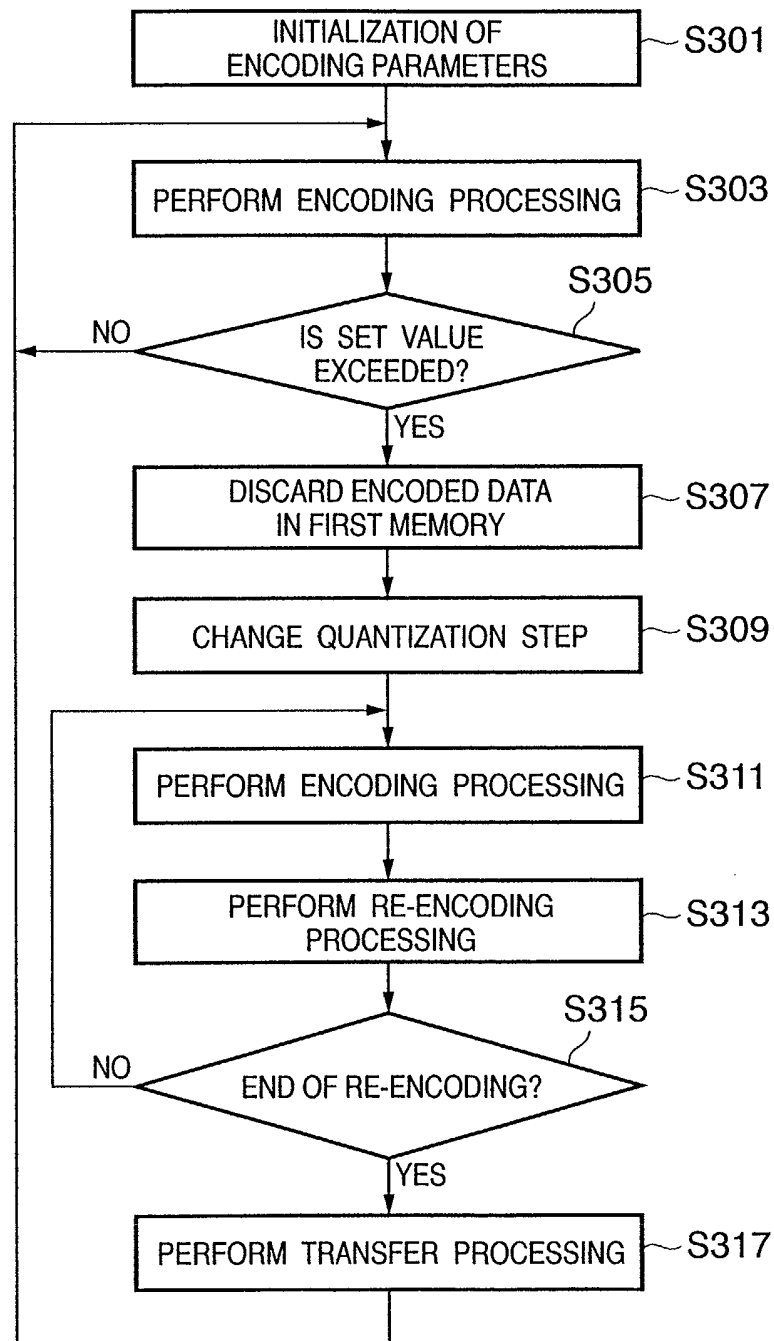 INITIALIZATION OF
ENCODING PARAMETERS
S301
PERFORM ENCODING PROCESSING
S303
S305
IS SET VALUE
EXCEEDED?
NO
YES
DISCARD ENCODED DATA
IN FIRST MEMORY
S307
CHANGE QUANTIZATION STEP
S309
PERFORM ENCODING PROCESSING
S311
PERFORM RE-ENCODING
PROCESSING
S313
S315
END OF RE-ENCODING?
NO
YES
PERFORM TRANSFER PROCESSING
S317